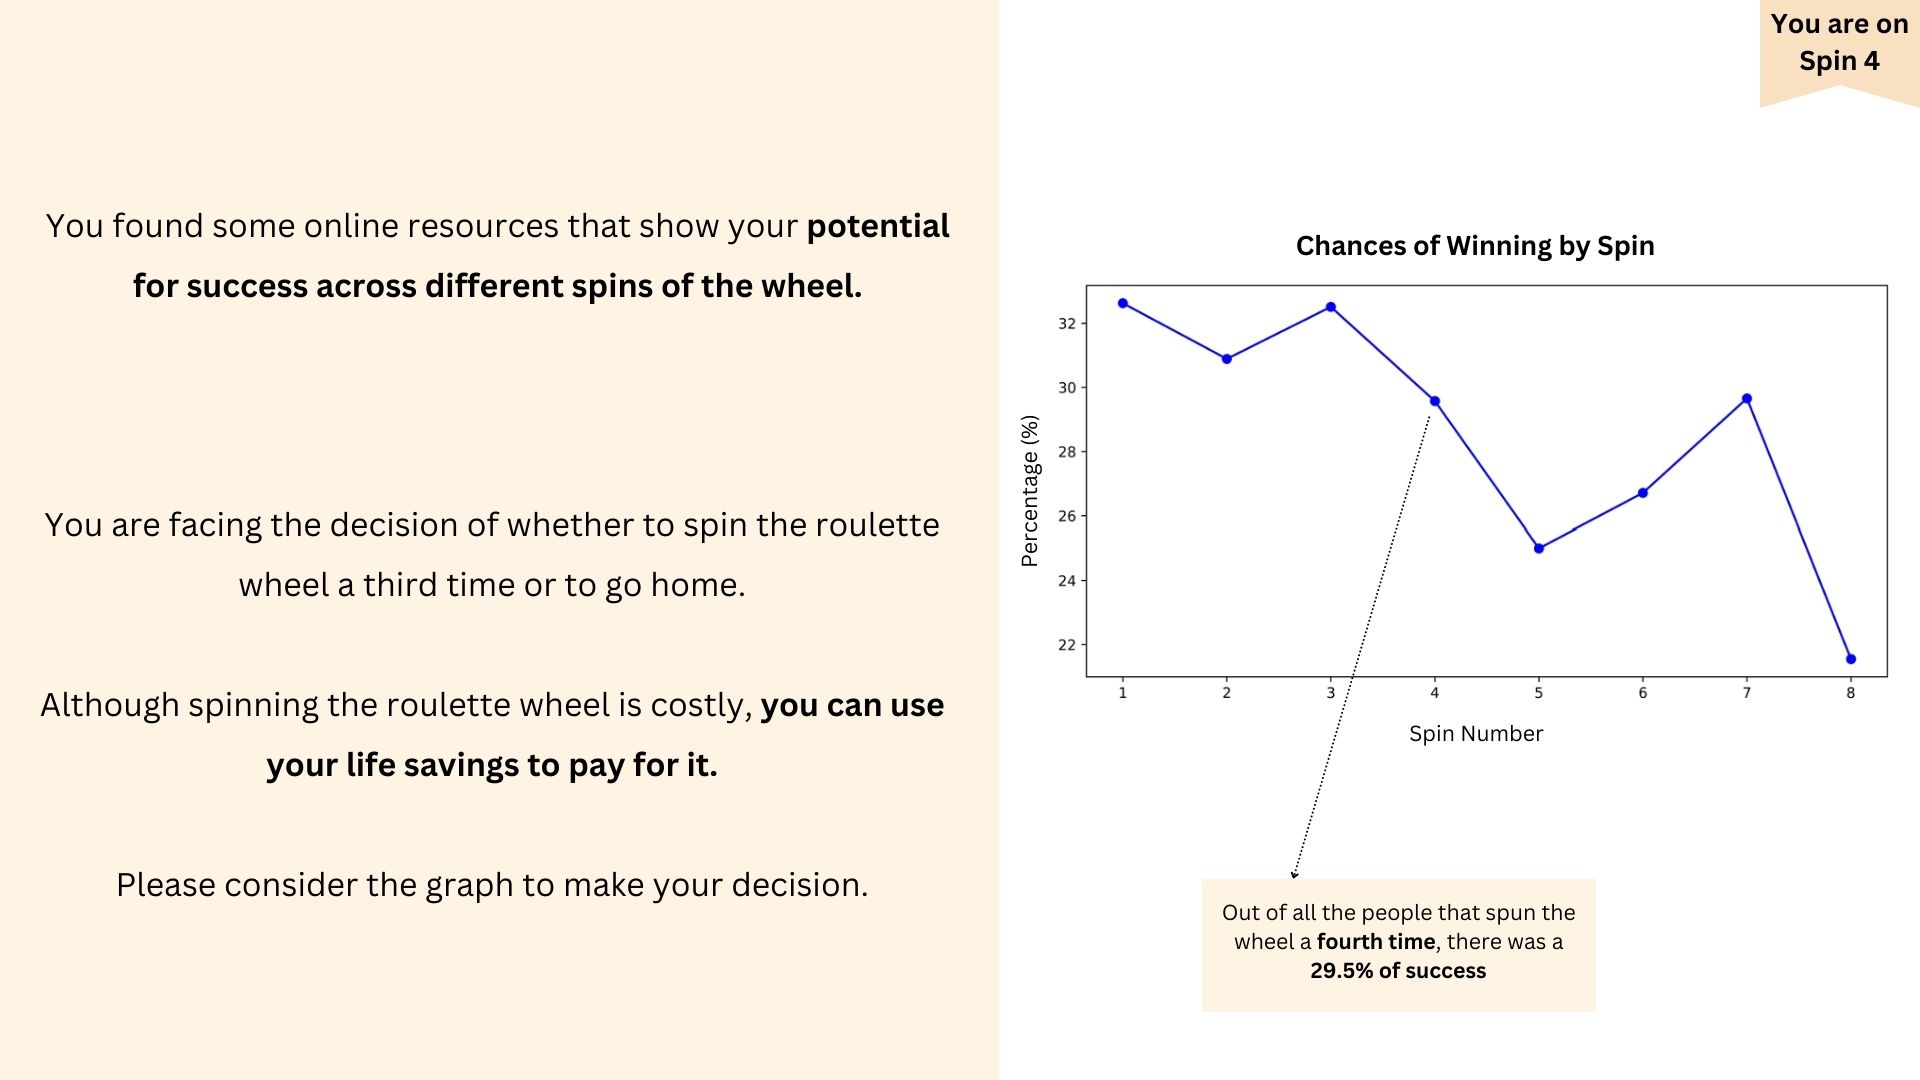 You are on
Spin 4
You found some online resources that show your potential
for success across different spins of the wheel.
You are facing the decision of whether to spin the roulette
wheel a third time or to go home.
Although spinning the roulette wheel is costly, you can use
your life savings to pay for it.
Please consider the graph to make your decision.
Chances of Winning by Spin
Percentage (%)
32
30
28
26
24
22
1 2 3 4 5 6 7 8
Spin Number
Out of all the people that spun the
wheel a fourth time, there was a
29.5% of success